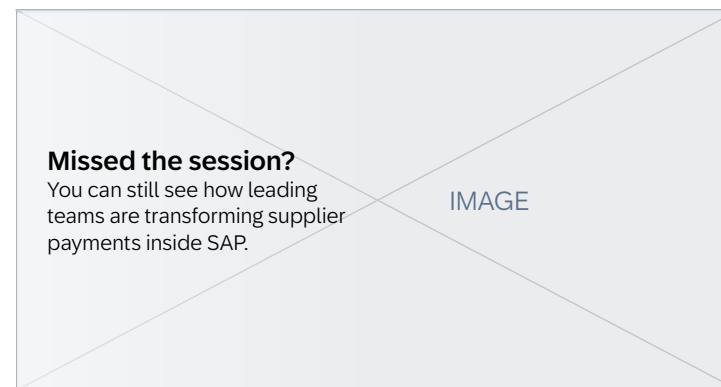 Missed the session?
You can still see how leading
teams are transforming supplier
payments inside SAP.
IMAGE